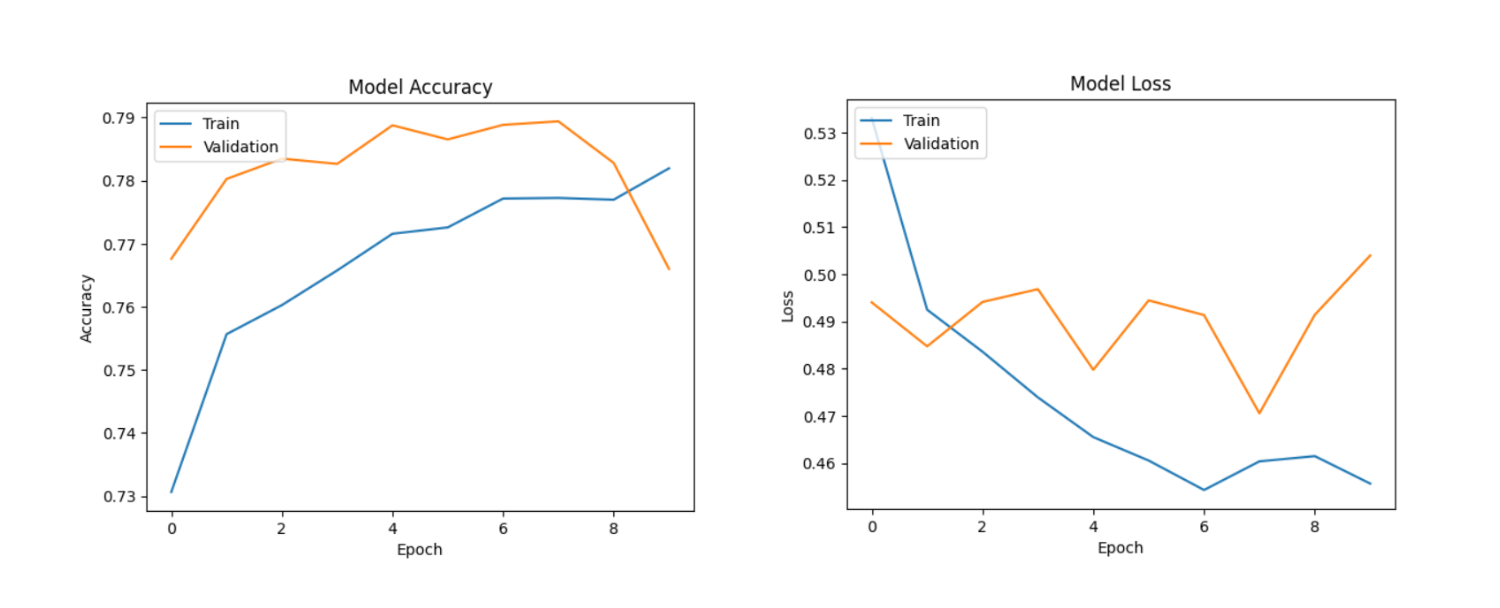 Model Accuracy
0.79
0.78
0.77
0.76
0.75
0.74
0.73
Accuracy
Train
Validation
0 2 4 6 8
Epoch
Model Loss
0.53
0.52
0.51
0.50
0.49
0.48
0.47
0.46
Loss
Train
Validation
0 2 4 6 8
Epoch